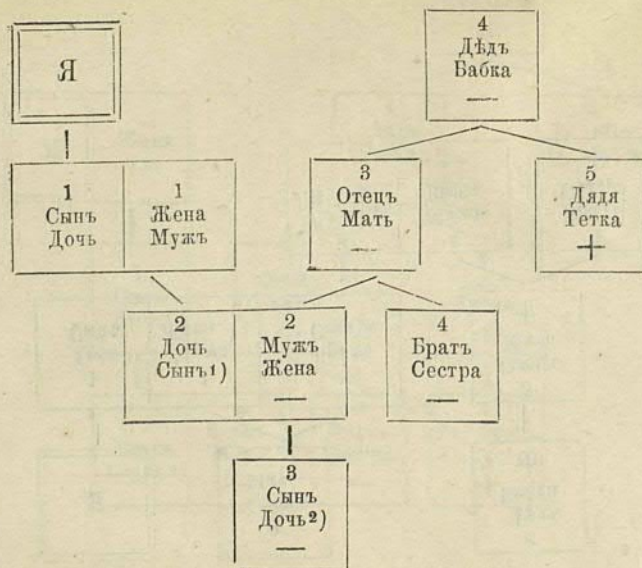 Я
4
Дѣдъ
Бабка
—
1
Сынъ
Дочь
1
Жена
Мужъ
3
Отецъ
Мать
—
5
Дядя
Тетка
+
2
Дочь
Сынъ1)
2
Мужъ
Жена
—
4
Братъ
Сестра
—
3
Сынъ
Дочь2)
—